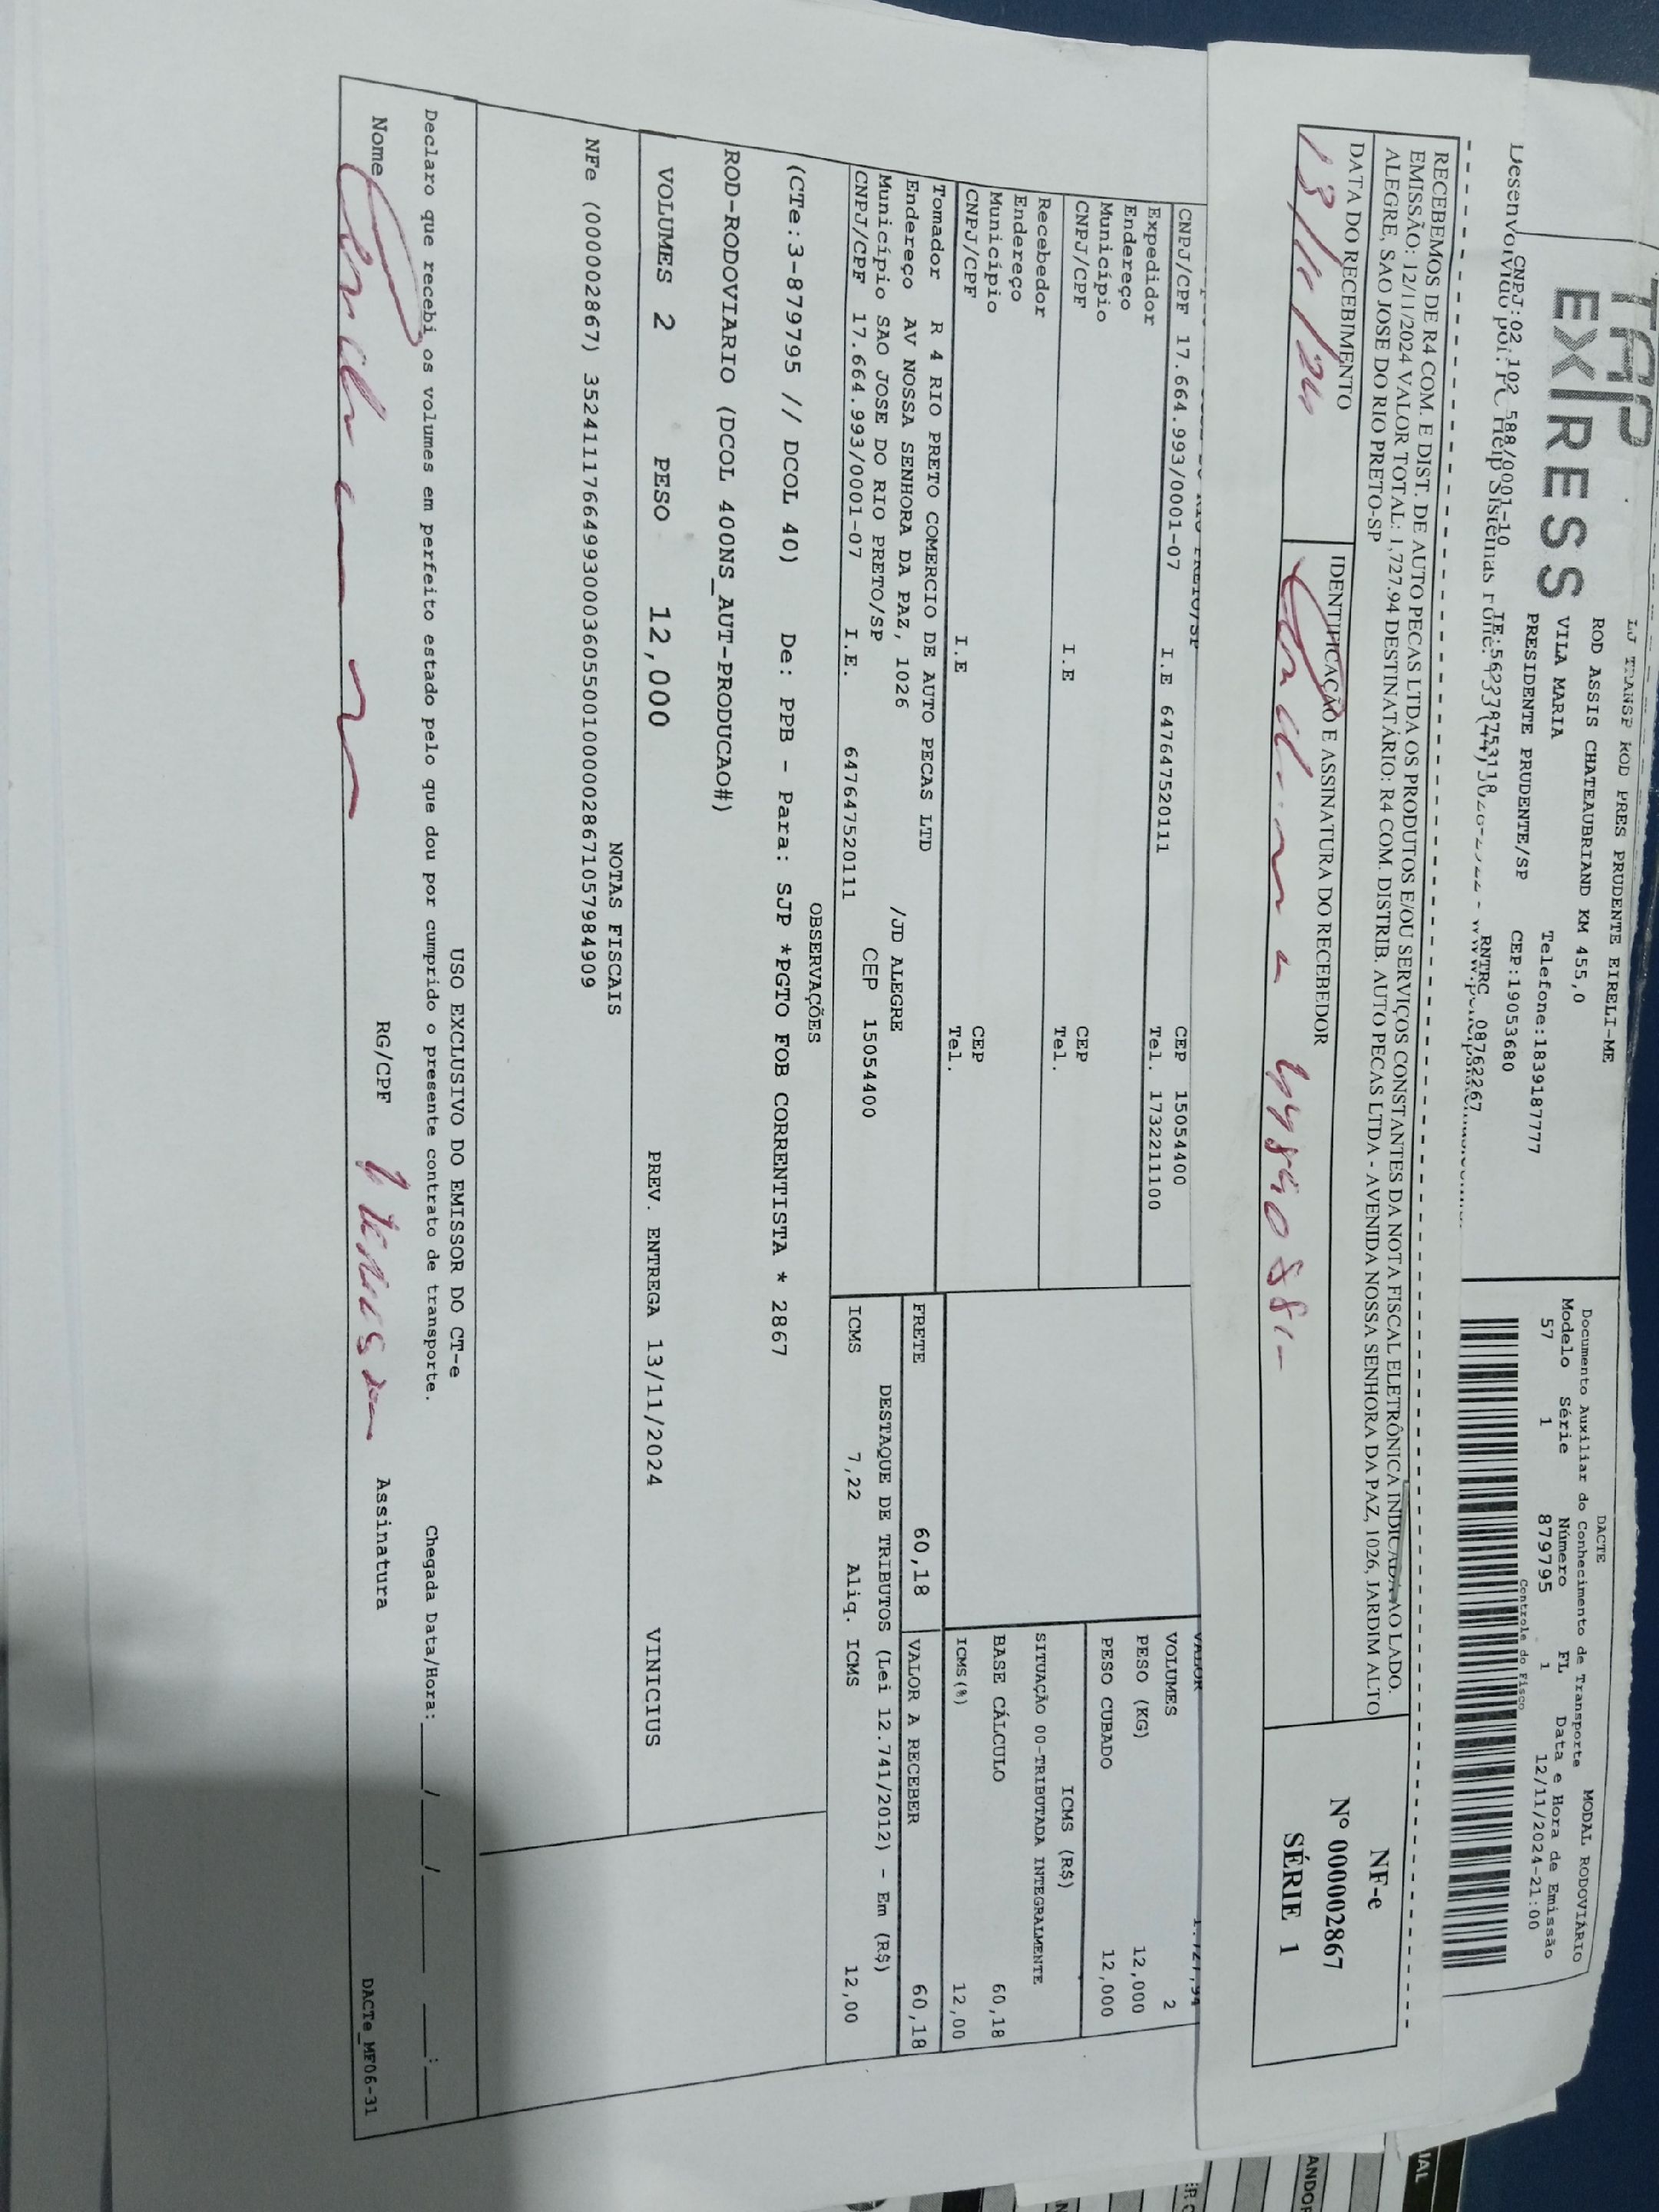 TAP
EXPRESS
LJ TRANSP ROD PRES PRUDENTE EIRELI-ME
ROD ASSIS CHATEAUBRIAND KM 455,0
VILA MARIA
PRESIDENTE PRUDENTE/SP
Telefone:1839187777
CEP:19053680
CNPJ:02.102.588/0001-10
RNTRC 08762267
DACTE
Documento Auxiliar do Conhecimento de Transporte
MODAL RODOVIÁRIO
Modelo Série Número FL Data e Hora de Emissão
57 1 879795 1 12/11/2024-21:00
Controle do Fisco
RECEBEMOS DE R4 COM. E DIST. DE AUTO PECAS LTDA OS PRODUTOS E/OU SERVIÇOS CONSTANTES DA NOTA FISCAL ELETRÔNICA INDICADA AO LADO.
EMISSÃO: 12/11/2024 VALOR TOTAL: 1,727.94 DESTINATÁRIO: R4 COM. DISTRIB. AUTO PECAS LTDA - AVENIDA NOSSA SENHORA DA PAZ, 1026, JARDIM ALTO
ALEGRE, SAO JOSE DO RIO PRETO-SP
DATA DO RECEBIMENTO
13/11/24
IDENTIFICAÇÃO E ASSINATURA DO RECEBEDOR
NF-e
Nº 000002867
SÉRIE 1
CNPJ/CPF 17.664.993/0001-07 I.E 647647520111 CEP 15054400
Expedidor Tel. 1732211100
Endereço
Município
CNPJ/CPF I.E CEP
Tel.
Recebedor
Endereço
Município
CNPJ/CPF I.E CEP
Tel.
Tomador R 4 RIO PRETO COMERCIO DE AUTO PECAS LTD
Endereço AV NOSSA SENHORA DA PAZ, 1026 /JD ALEGRE
Município SAO JOSE DO RIO PRETO/SP CEP 15054400
CNPJ/CPF 17.664.993/0001-07 I.E. 647647520111
VALOR 1.727,94
VOLUMES 2
PESO (KG) 12,000
PESO CUBADO 12,000
ICMS (R$)
SITUAÇÃO 00-TRIBUTADA INTEGRALMENTE
BASE CÁLCULO 60,18
ICMS(%) 12,00
FRETE 60,18 VALOR A RECEBER 60,18
DESTAQUE DE TRIBUTOS (Lei 12.741/2012) - Em (R$)
ICMS 7,22 Aliq. ICMS 12,00
OBSERVAÇÕES
(CTe:3-879795 // DCOL 40) De: PPB - Para: SJP *PGTO FOB CORRENTISTA * 2867
ROD-RODOVIARIO (DCOL 400NS_AUT-PRODUCAO#)
VOLUMES 2 PESO 12,000 PREV. ENTREGA 13/11/2024 VINICIUS
NOTAS FISCAIS
NFe (000002867) 35241117664993000360550010000028671057984909
USO EXCLUSIVO DO EMISSOR DO CT-e
Declaro que recebi os volumes em perfeito estado pelo que dou por cumprido o presente contrato de transporte. Chegada Data/Hora: / / :
Nome RG/CPF Assinatura
DACTe_MF06-31